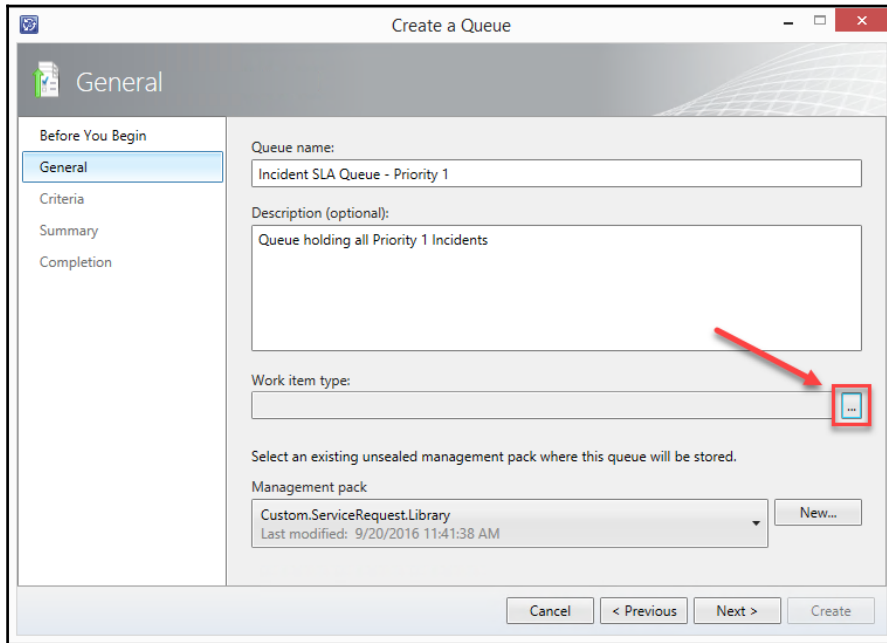 Create a Queue
General
Before You Begin
General
Criteria
Summary
Completion
Queue name:
Incident SLA Queue - Priority 1
Description (optional):
Queue holding all Priority 1 Incidents
Work item type:
...
Select an existing unsealed management pack where this queue will be stored.
Management pack
Custom.ServiceRequest.Library
Last modified: 9/20/2016 11:41:38 AM
New...
Cancel
< Previous
Next >
Create